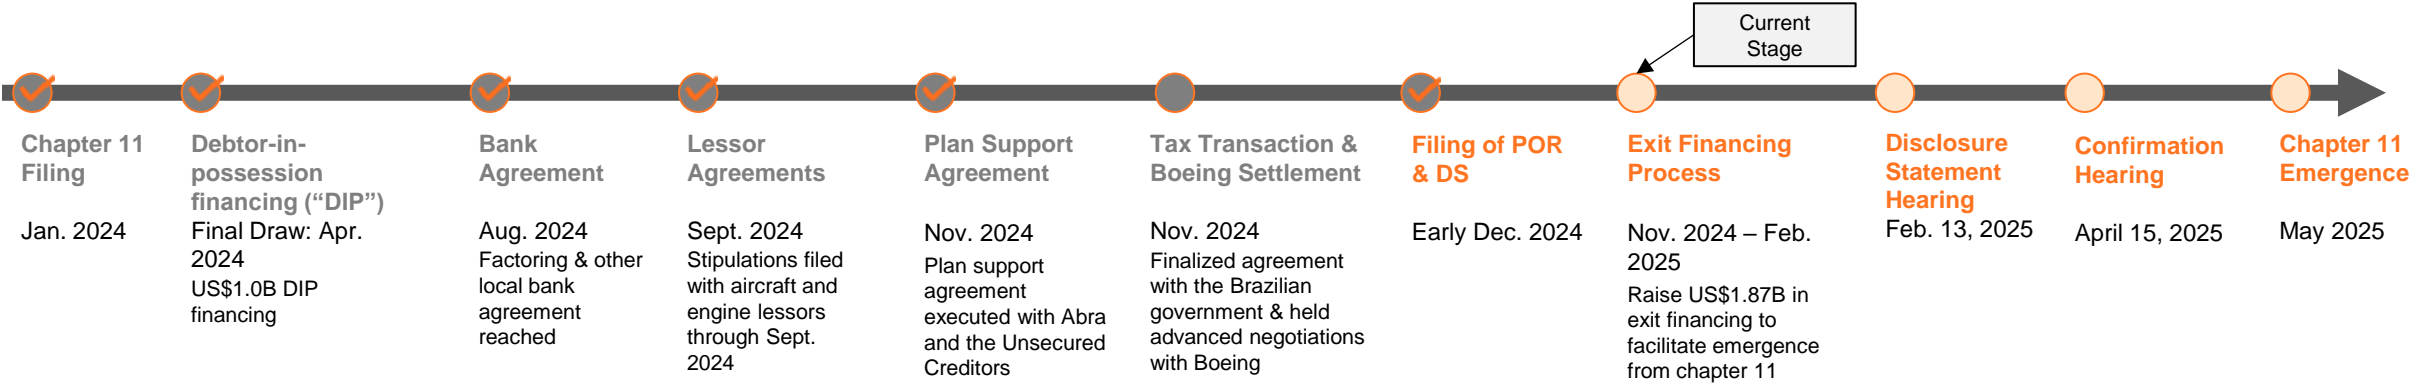 Current
Stage
Chapter 11
Filing
Jan. 2024
Debtor-in-
possession
financing (“DIP”)
Final Draw: Apr.
2024
US$1.0B DIP
financing
Bank
Agreement
Aug. 2024
Factoring & other
local bank
agreement
reached
Lessor
Agreements
Sept. 2024
Stipulations filed
with aircraft and
engine lessors
through Sept.
2024
Plan Support
Agreement
Nov. 2024
Plan support
agreement
executed with Abra
and the Unsecured
Creditors
Tax Transaction &
Boeing Settlement
Nov. 2024
Finalized agreement
with the Brazilian
government & held
advanced negotiations
with Boeing
Filing of POR
& DS
Early Dec. 2024
Exit Financing
Process
Nov. 2024 – Feb.
2025
Raise US$1.87B in
exit financing to
facilitate emergence
from chapter 11
Disclosure
Statement
Hearing
Feb. 13, 2025
Confirmation
Hearing
April 15, 2025
Chapter 11
Emergence
May 2025